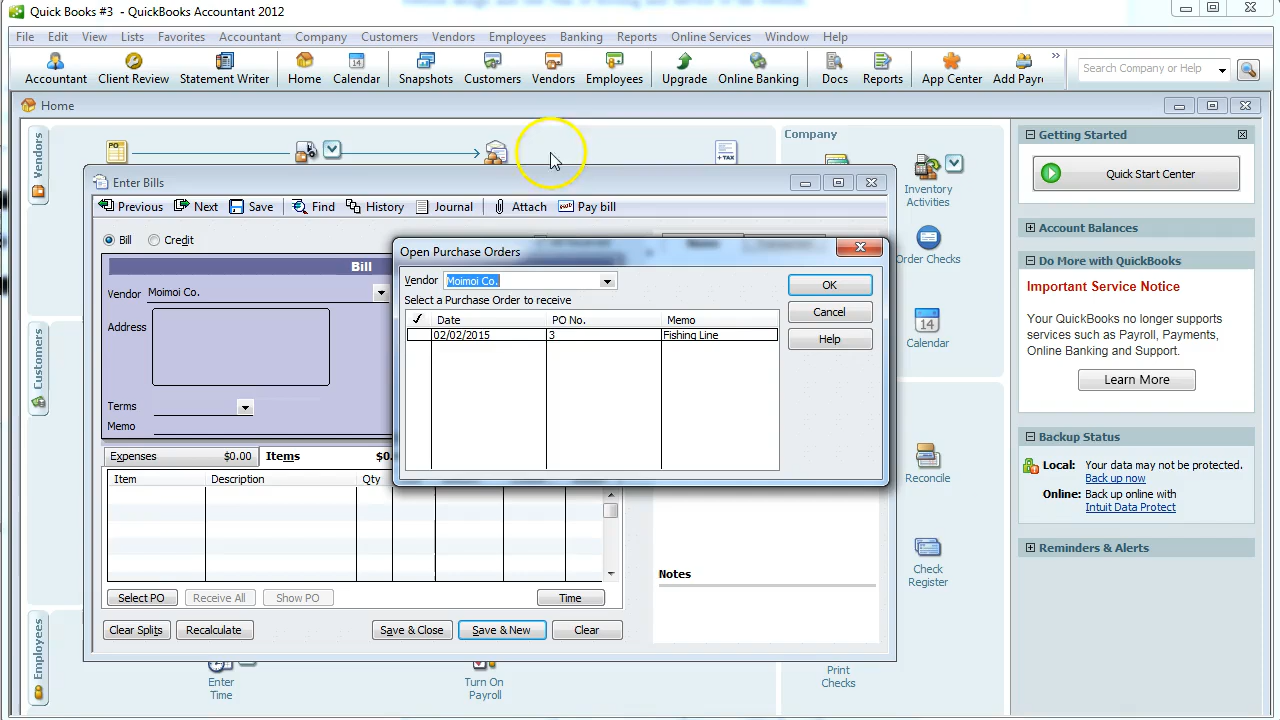 Quick Books #3 - QuickBooks Accountant 2012
File Edit View Lists Favorites Accountant Company Customers Vendors Employees Banking Reports Online Services Window Help
Accountant Client Review Statement Writer Home Calendar Snapshots Customers Vendors Employees Upgrade Online Banking Docs Reports App Center Add Payr
Search Company or Help
Home
Vendors
PO
+TAX
Company
Inventory
Activities
Order Checks
Calendar
Customers
Reconcile
Check
Register
Print
Checks
Employees
Enter
Time
Turn On
Payroll
Enter Bills
Previous Next Save Find History Journal Attach Pay bill
Bill Credit
Bill
Vendor Moimoi Co.
Address
Terms
Memo
Expenses $0.00 Items $0.
Item Description Qty
Select PO Receive All Show PO Time
Clear Splits Recalculate Save & Close Save & New Clear
Notes
Open Purchase Orders
Vendor Moimoi Co.
Select a Purchase Order to receive
Date PO No. Memo
02/02/2015 3 Fishing Line
OK
Cancel
Help
Getting Started
Quick Start Center
Account Balances
Do More with QuickBooks
Important Service Notice
Your QuickBooks no longer supports
services such as Payroll, Payments,
Online Banking and Support.
Learn More
Backup Status
Local: Your data may not be protected.
Back up now
Online: Back up online with
Intuit Data Protect
Reminders & Alerts